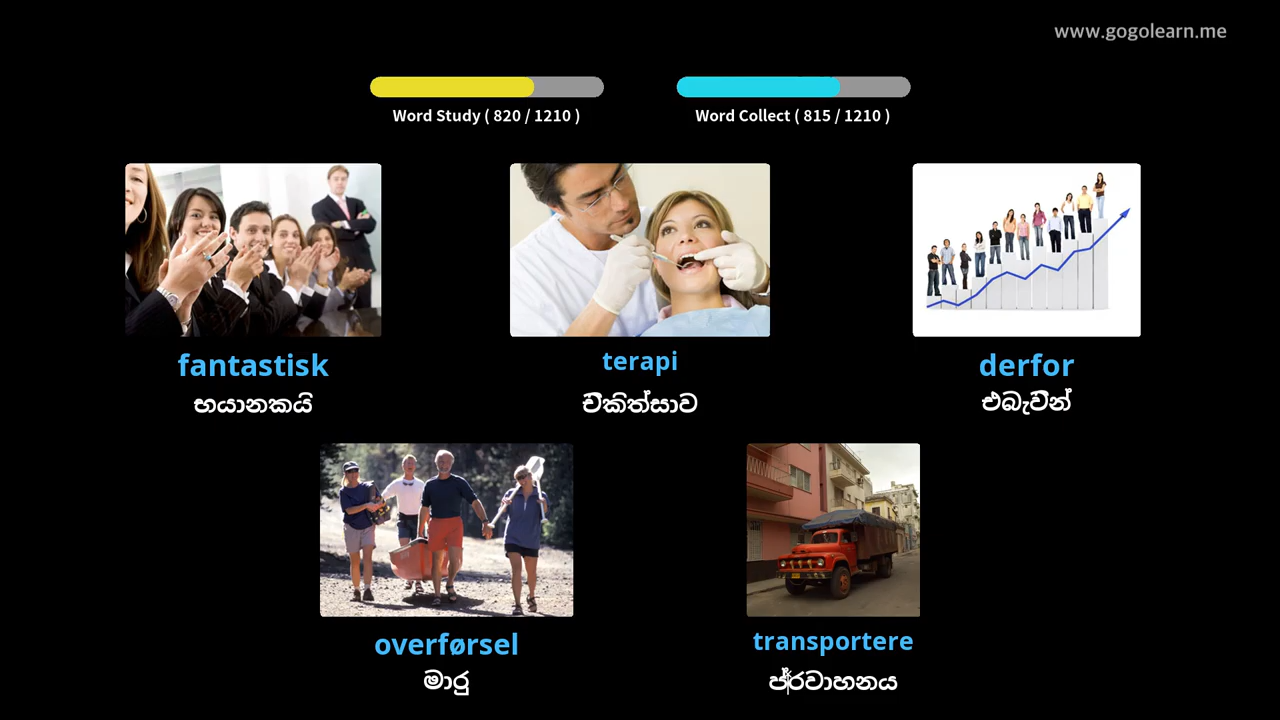 www.gogolearn.me
Word Study ( 820 / 1210 )
Word Collect ( 815 / 1210 )
fantastisk
භයානකයි
terapi
චිකිත්සාව
derfor
එබැවින්
overførsel
මාරු
transportere
ප්රවාහනය